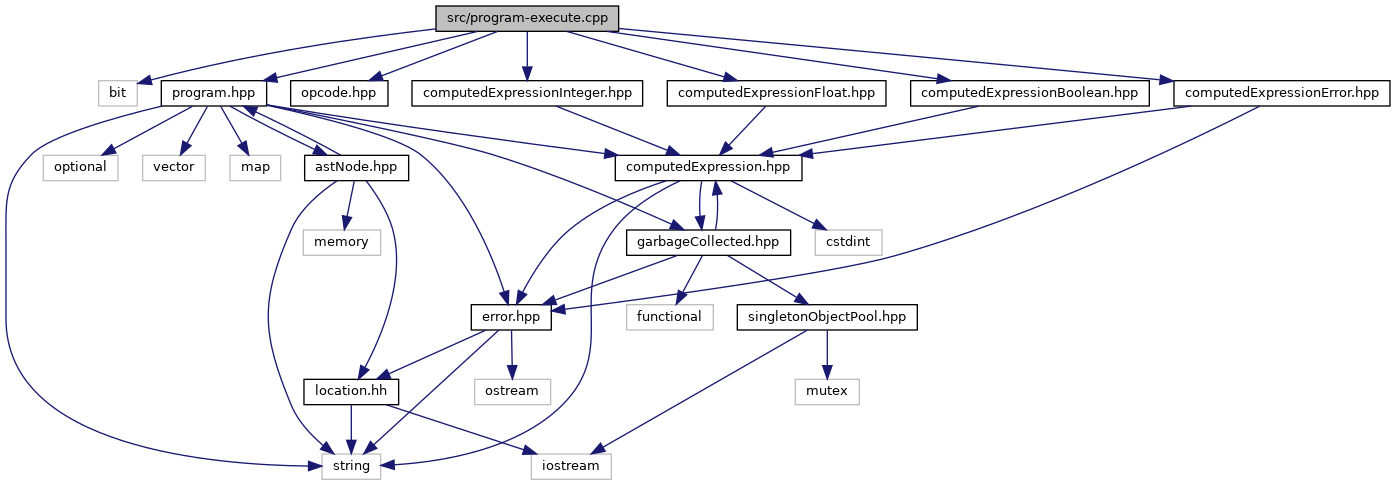 src/program-execute.cpp
bit
program.hpp
opcode.hpp
computedExpressionInteger.hpp
computedExpressionFloat.hpp
computedExpressionBoolean.hpp
computedExpressionError.hpp
optional
vector
map
astNode.hpp
computedExpression.hpp
memory
garbageCollected.hpp
cstdint
error.hpp
functional
singletonObjectPool.hpp
location.hh
ostream
mutex
string
iostream